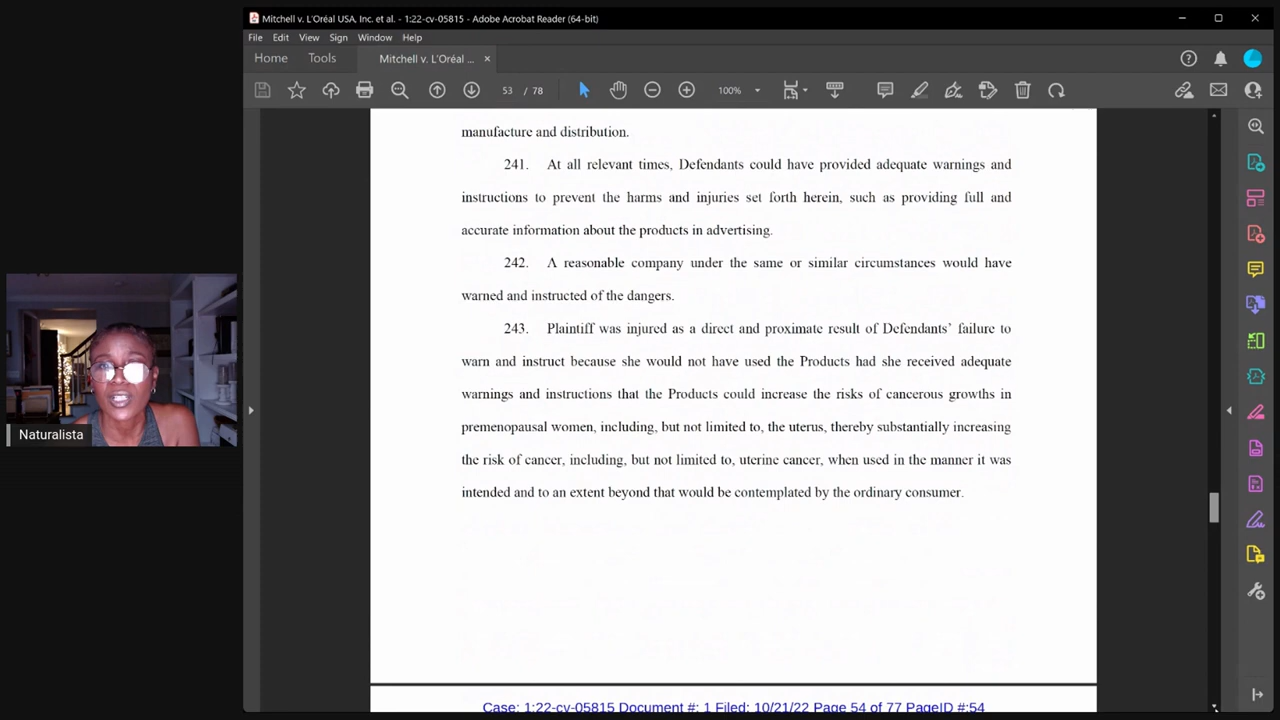 Mitchell v. L'Oréal USA, Inc. et al. - 1:22-cv-05815 - Adobe Acrobat Reader (64-bit)
File Edit View Sign Window Help
Home Tools Mitchell v. L'Oréal ... ×
53 / 78 100%
manufacture and distribution.
241. At all relevant times, Defendants could have provided adequate warnings and
instructions to prevent the harms and injuries set forth herein, such as providing full and
accurate information about the products in advertising.
242. A reasonable company under the same or similar circumstances would have
warned and instructed of the dangers.
243. Plaintiff was injured as a direct and proximate result of Defendants' failure to
warn and instruct because she would not have used the Products had she received adequate
warnings and instructions that the Products could increase the risks of cancerous growths in
premenopausal women, including, but not limited to, the uterus, thereby substantially increasing
the risk of cancer, including, but not limited to, uterine cancer, when used in the manner it was
intended and to an extent beyond that would be contemplated by the ordinary consumer.
Case: 1:22-cv-05815 Document #: 1 Filed: 10/21/22 Page 54 of 77 PageID #:54
Naturalista